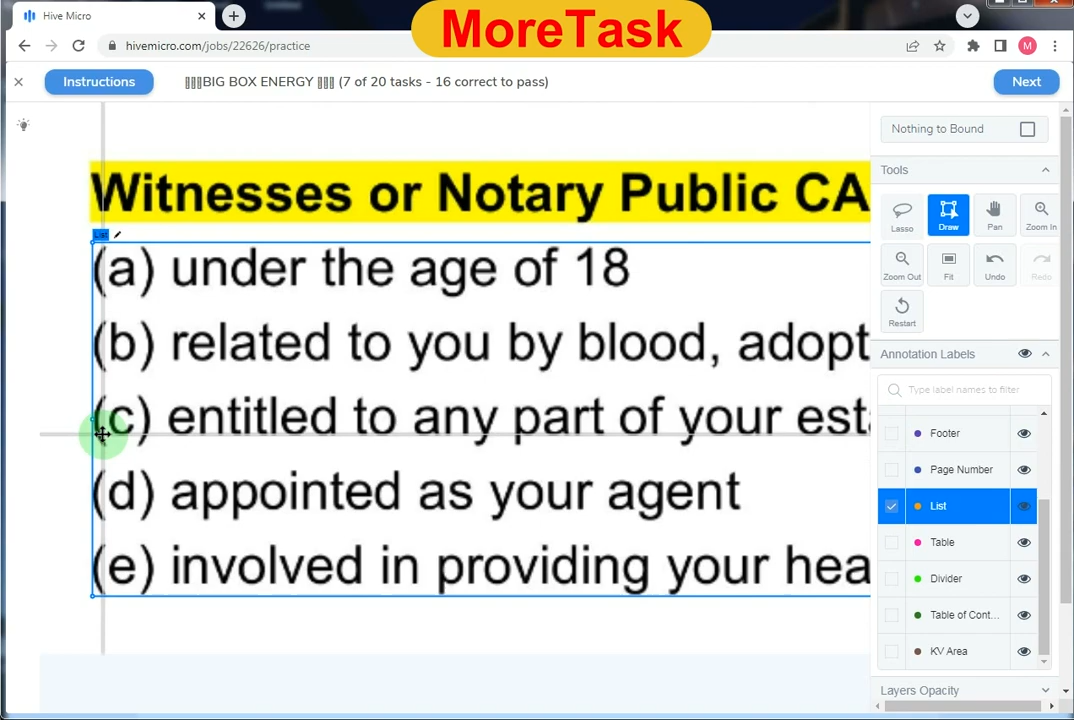 Hive Micro
MoreTask
hivemicro.com/jobs/22626/practice
M
Instructions
BIG BOX ENERGY (7 of 20 tasks - 16 correct to pass)
Next
Nothing to Bound
Tools
Witnesses or Notary Public CA
Lasso
Draw
Pan
Zoom In
List
(a) under the age of 18
Zoom Out
Fit
Undo
Redo
Restart
(b) related to you by blood, adopt
Annotation Labels
Type label names to filter
(c) entitled to any part of your est
Footer
Page Number
(d) appointed as your agent
List
Table
(e) involved in providing your hea
Divider
Table of Cont...
KV Area
Layers Opacity